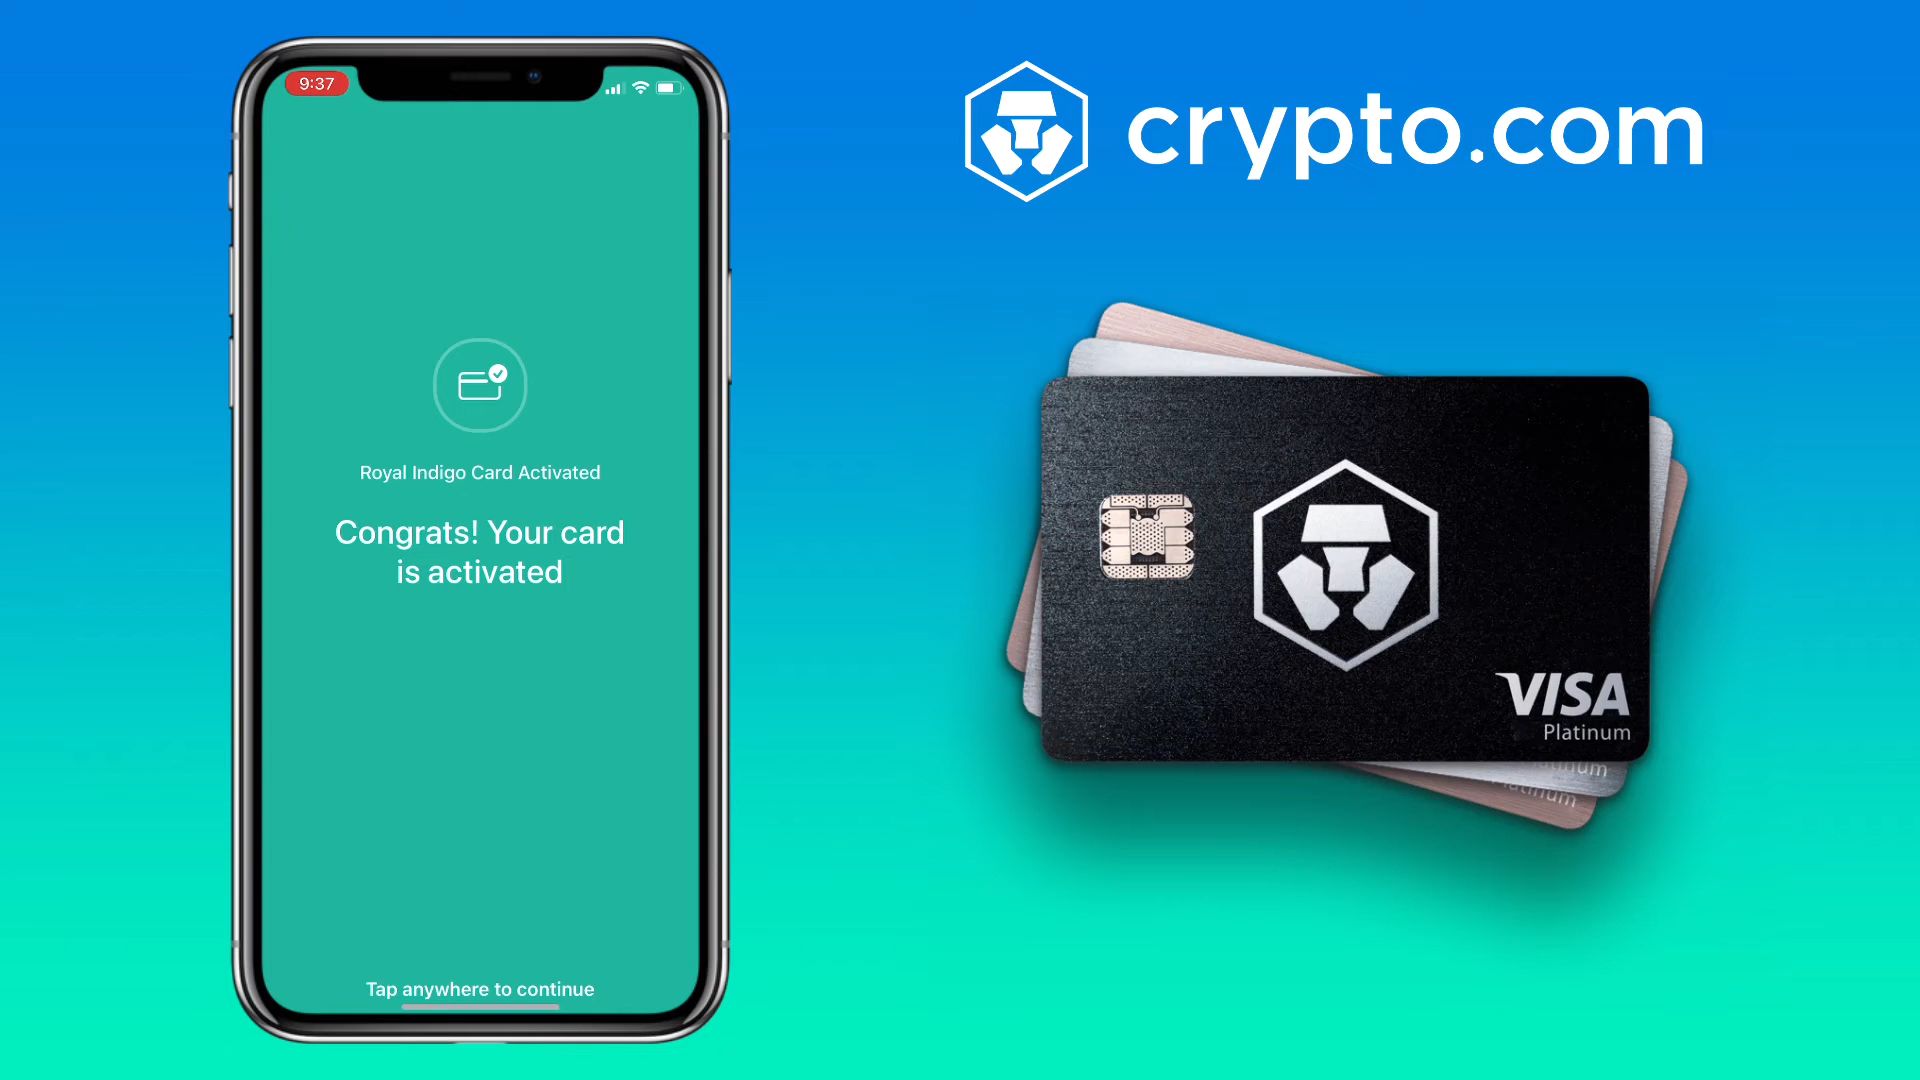 9:37
Royal Indigo Card Activated
Congrats! Your card
is activated
Tap anywhere to continue
crypto.com
VISA
Platinum
Platinum